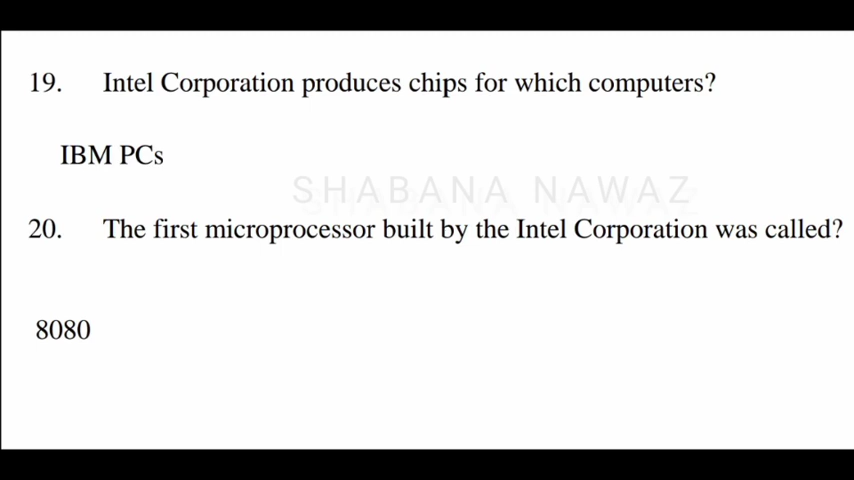 19. Intel Corporation produces chips for which computers?
IBM PCs
SHABANA NAWAZ
20. The first microprocessor built by the Intel Corporation was called?
8080